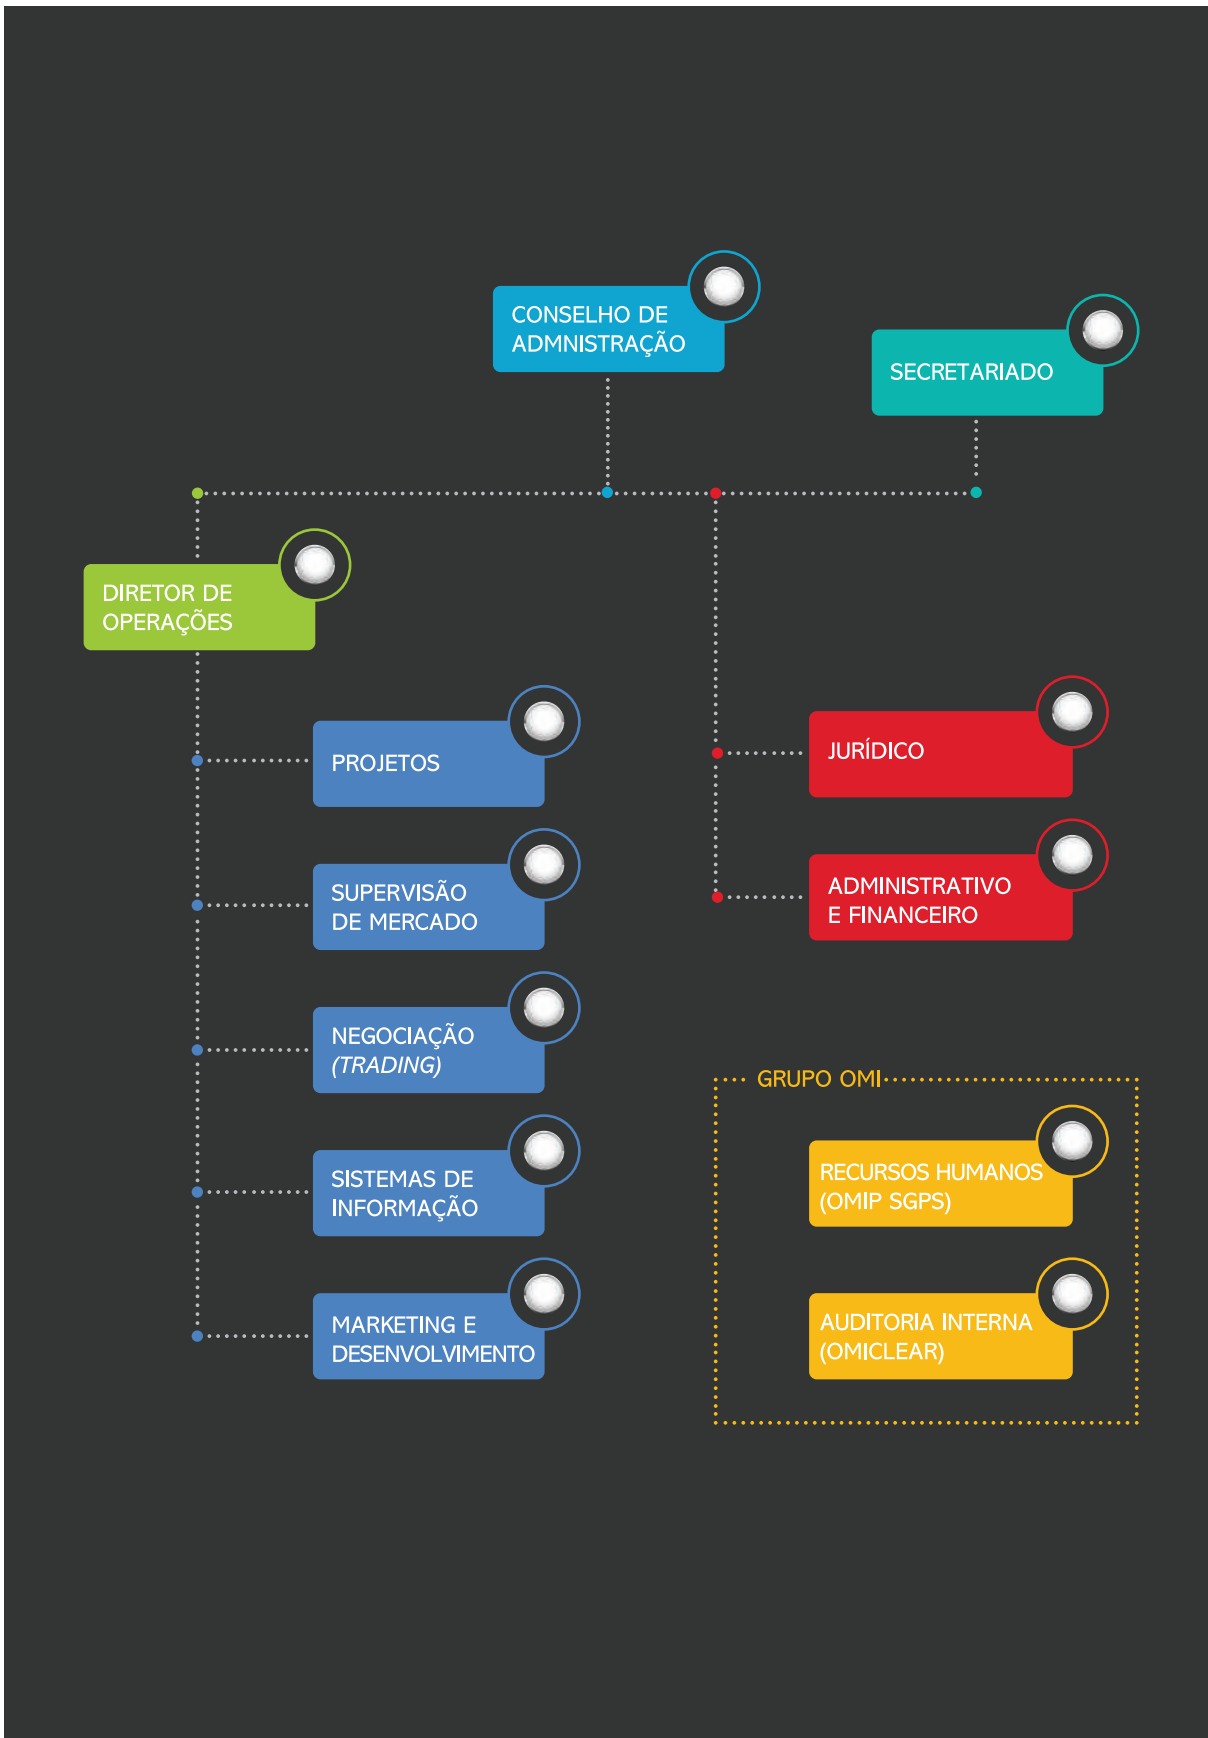 CONSELHO DE
ADMNISTRAÇÃO
SECRETARIADO
DIRETOR DE
OPERAÇÕES
PROJETOS
SUPERVISÃO
DE MERCADO
NEGOCIAÇÃO
(TRADING)
SISTEMAS DE
INFORMAÇÃO
MARKETING E
DESENVOLVIMENTO
JURÍDICO
ADMINISTRATIVO
E FINANCEIRO
GRUPO OMI
RECURSOS HUMANOS
(OMIP SGPS)
AUDITORIA INTERNA
(OMICLEAR)